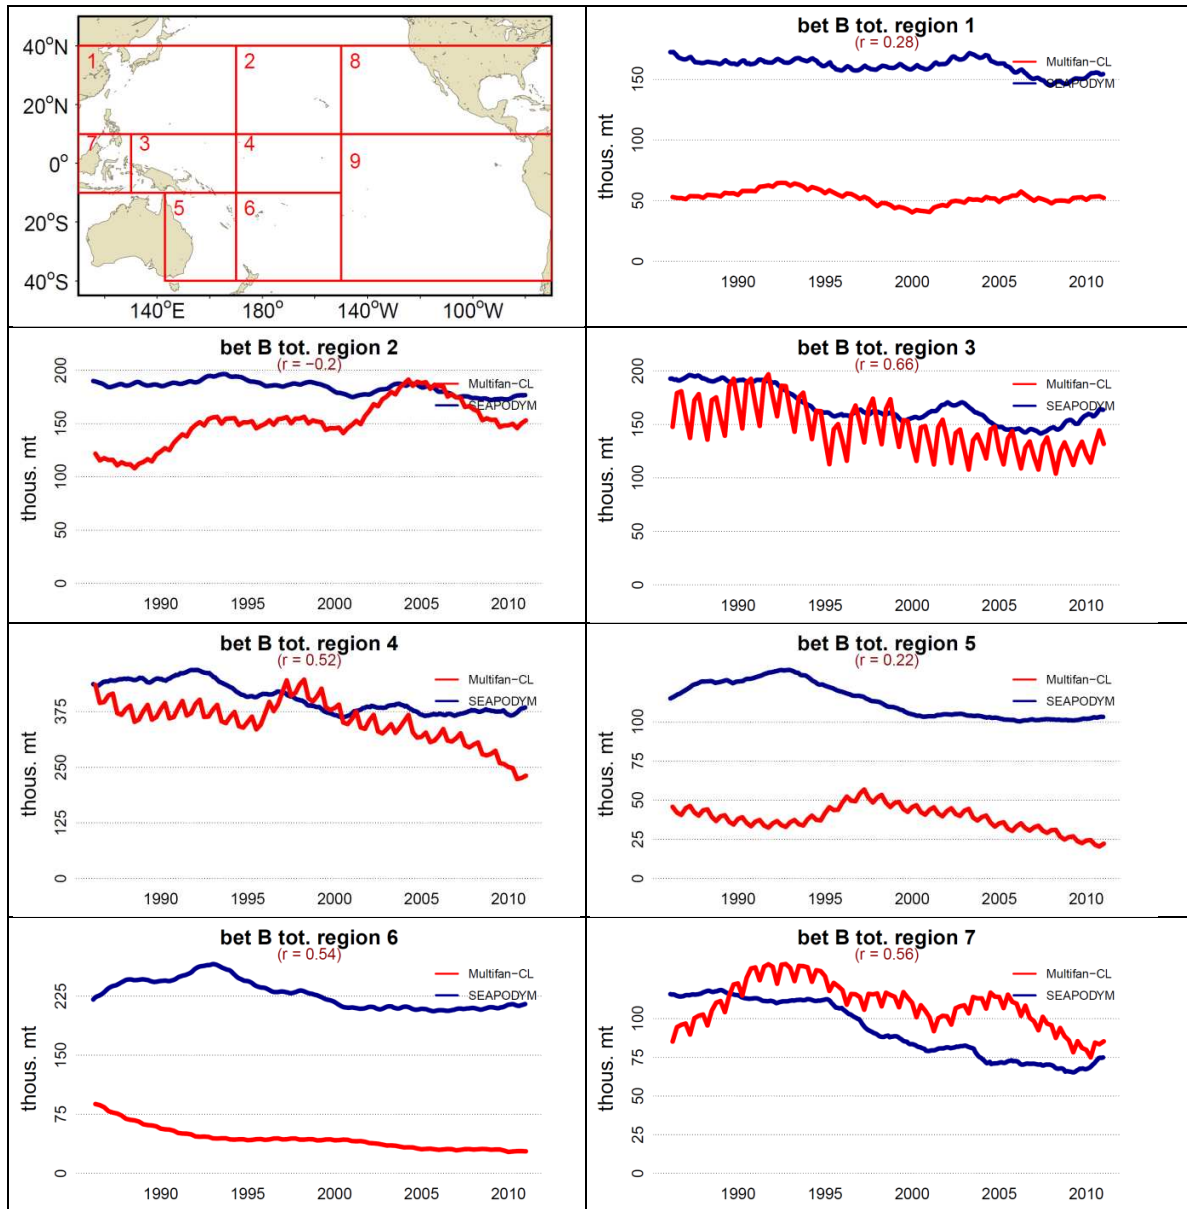 40°N
20°N
0°
20°S
40°S
140°E 180° 140°W 100°W
1 2 8
7 3 4 9
5 6
bet B tot. region 1
(r = 0.28)
Multifan−CL
SEAPODYM
thous. mt
0 50 100 150
1990 1995 2000 2005 2010
bet B tot. region 2
(r = −0.2)
Multifan−CL
SEAPODYM
thous. mt
0 50 100 150 200
1990 1995 2000 2005 2010
bet B tot. region 3
(r = 0.66)
Multifan−CL
SEAPODYM
thous. mt
0 50 100 150 200
1990 1995 2000 2005 2010
bet B tot. region 4
(r = 0.52)
Multifan−CL
SEAPODYM
thous. mt
0 125 250 375
1990 1995 2000 2005 2010
bet B tot. region 5
(r = 0.22)
Multifan−CL
SEAPODYM
thous. mt
0 25 50 75 100
1990 1995 2000 2005 2010
bet B tot. region 6
(r = 0.54)
Multifan−CL
SEAPODYM
thous. mt
0 75 150 225
1990 1995 2000 2005 2010
bet B tot. region 7
(r = 0.56)
Multifan−CL
SEAPODYM
thous. mt
0 25 50 75 100
1990 1995 2000 2005 2010